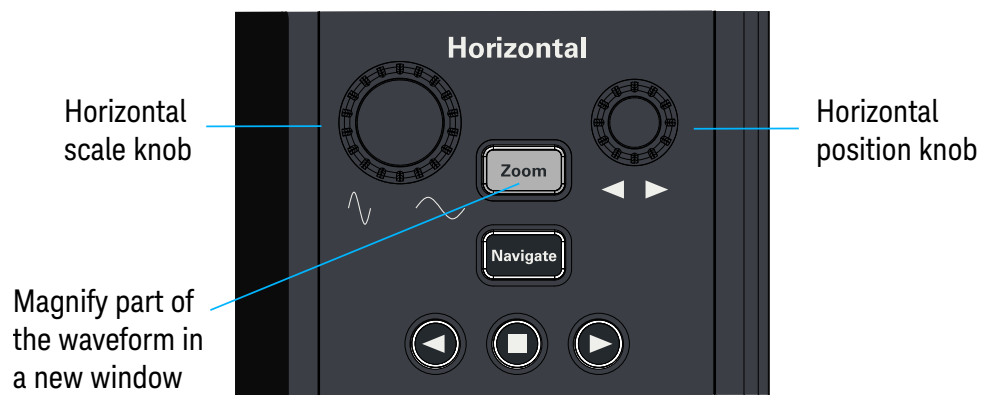 Horizontal
Horizontal
scale knob
Horizontal
position knob
Zoom
Navigate
Magnify part of
the waveform in
a new window